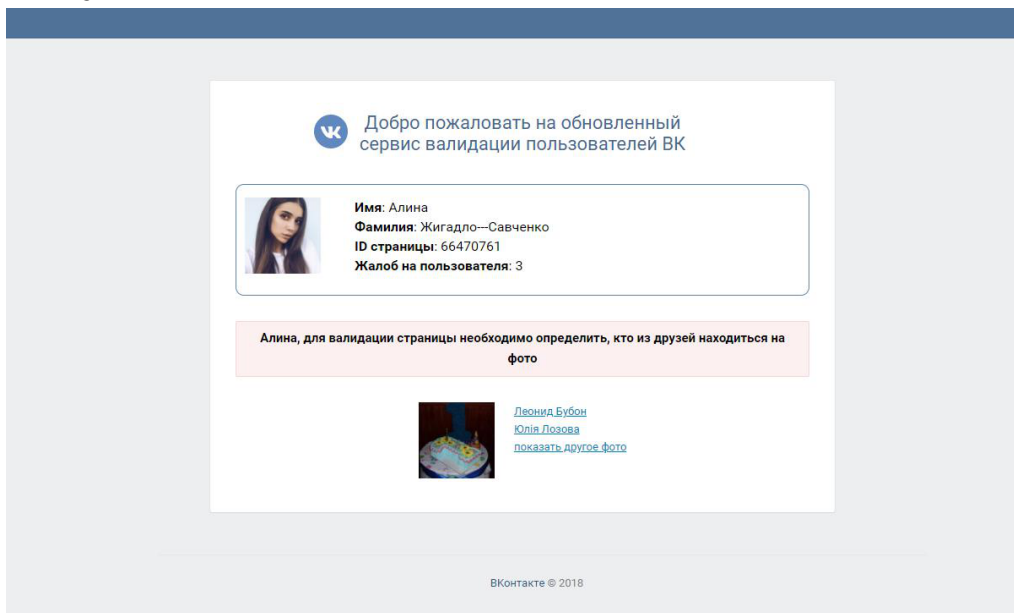 Добро пожаловать на обновленный
сервис валидации пользователей ВК
Имя: Алина
Фамилия: Жигадло---Савченко
ID страницы: 66470761
Жалоб на пользователя: 3
Алина, для валидации страницы необходимо определить, кто из друзей находиться на
фото
Леонид Бубон
Юлія Лозова
показать другое фото
ВКонтакте © 2018